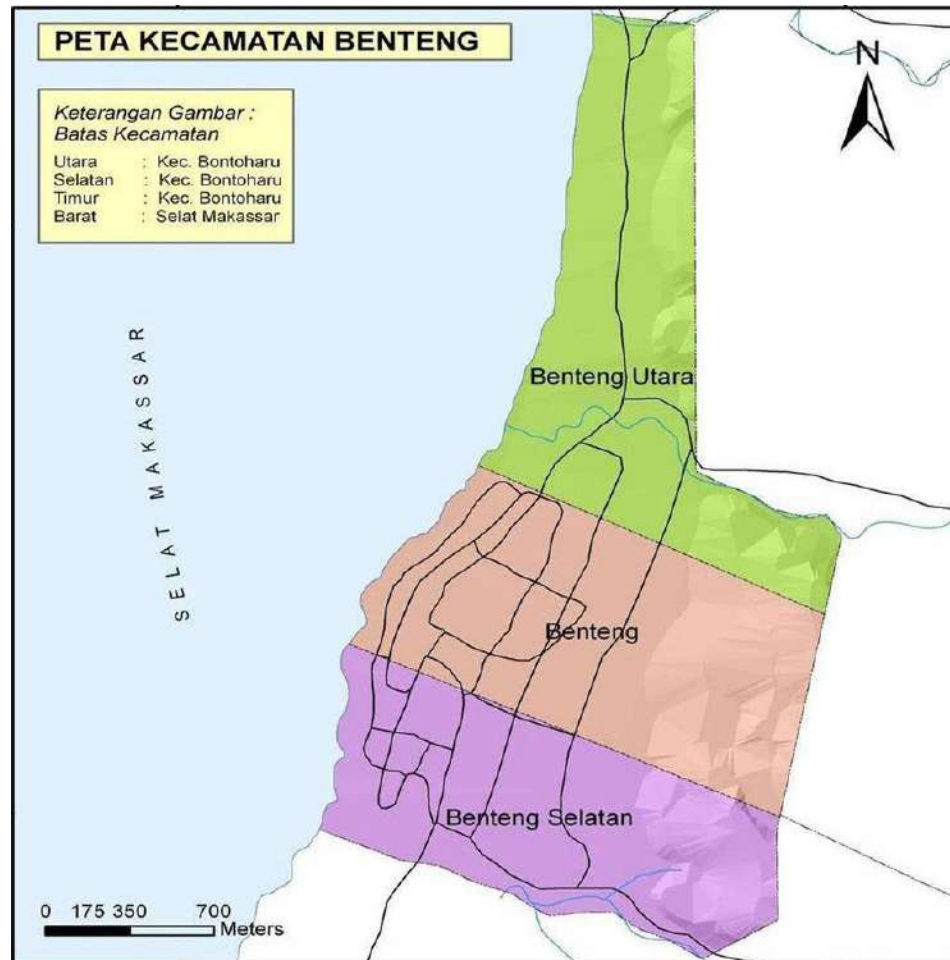 PETA KECAMATAN BENTENG
N
Keterangan Gambar :
Batas Kecamatan
Utara : Kec. Bontoharu
Selatan : Kec. Bontoharu
Timur : Kec. Bontoharu
Barat : Selat Makassar
SELAT MAKASSAR
Benteng Utara
Benteng
Benteng Selatan
0 175 350 700
Meters